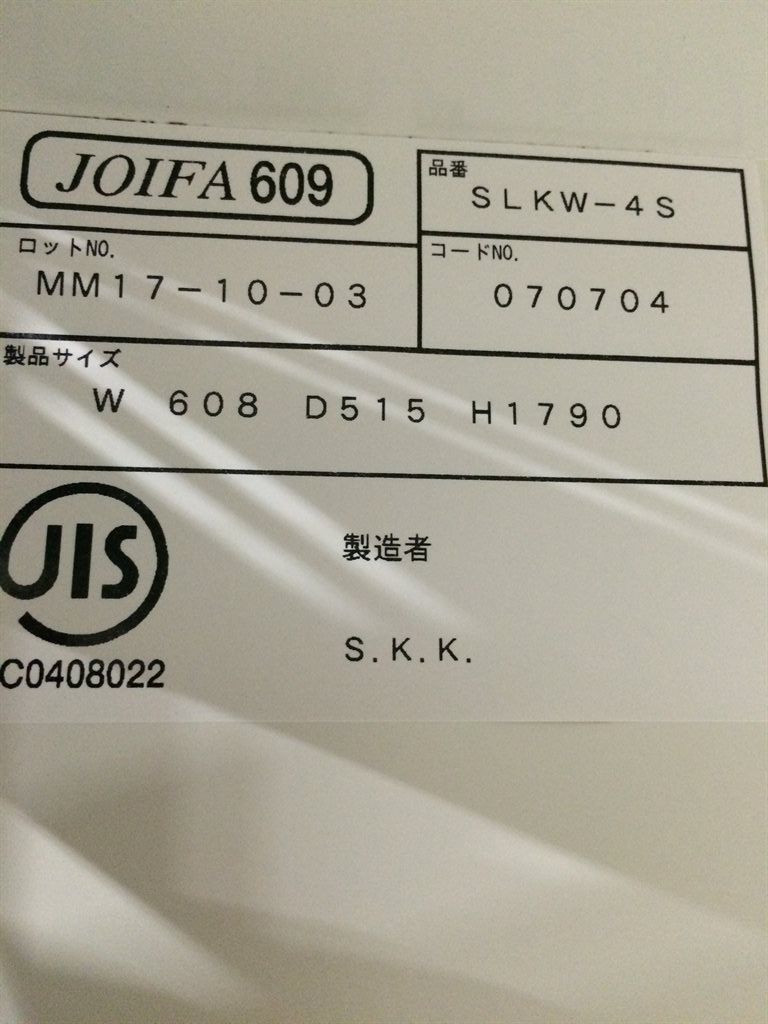 JOIFA 609
品番
SLKW-4S
ロットNO.
MM17-10-03
コードNO.
070704
製品サイズ
W 608 D515 H1790
JIS
C0408022
製造者
S.K.K.